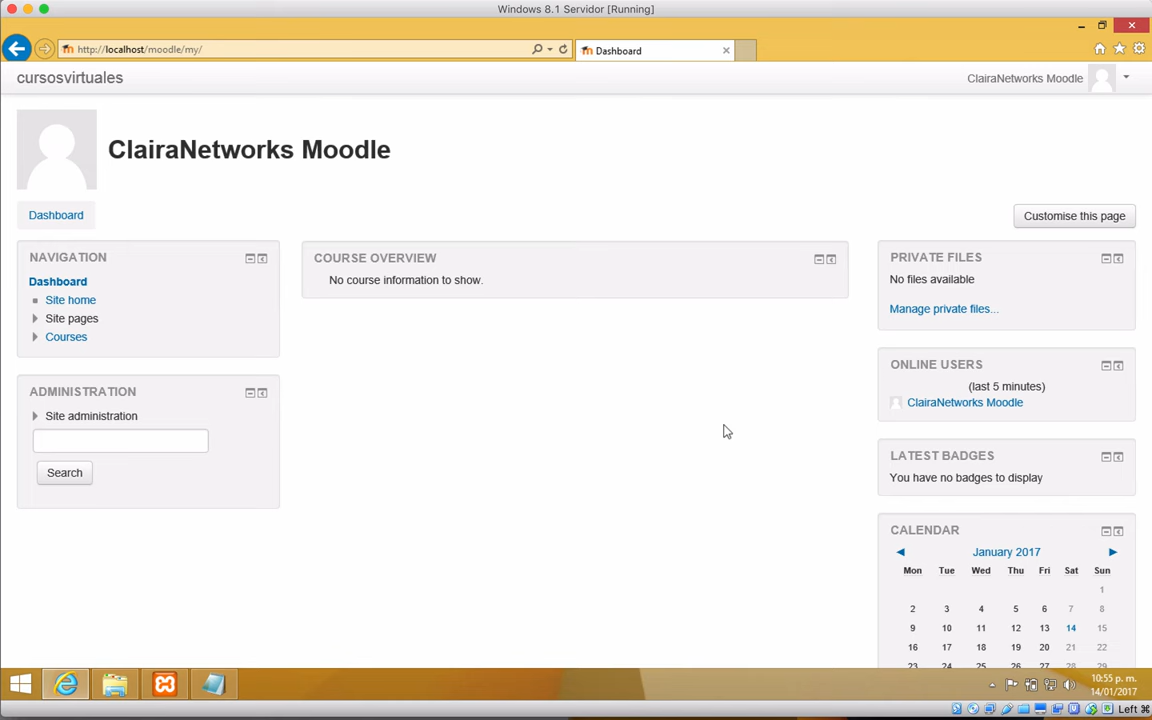 Windows 8.1 Servidor [Running]
http://localhost/moodle/my/
Dashboard
cursosvirtuales
ClairaNetworks Moodle
ClairaNetworks Moodle
Dashboard
Customise this page
NAVIGATION
Dashboard
Site home
Site pages
Courses
ADMINISTRATION
Site administration
Search
COURSE OVERVIEW
No course information to show.
PRIVATE FILES
No files available
Manage private files...
ONLINE USERS
(last 5 minutes)
ClairaNetworks Moodle
LATEST BADGES
You have no badges to display
CALENDAR
January 2017
Mon Tue Wed Thu Fri Sat Sun
1
2 3 4 5 6 7 8
9 10 11 12 13 14 15
16 17 18 19 20 21 22
23 24 25 26 27 28 29
10:55 p. m.
14/01/2017
Left ⌘